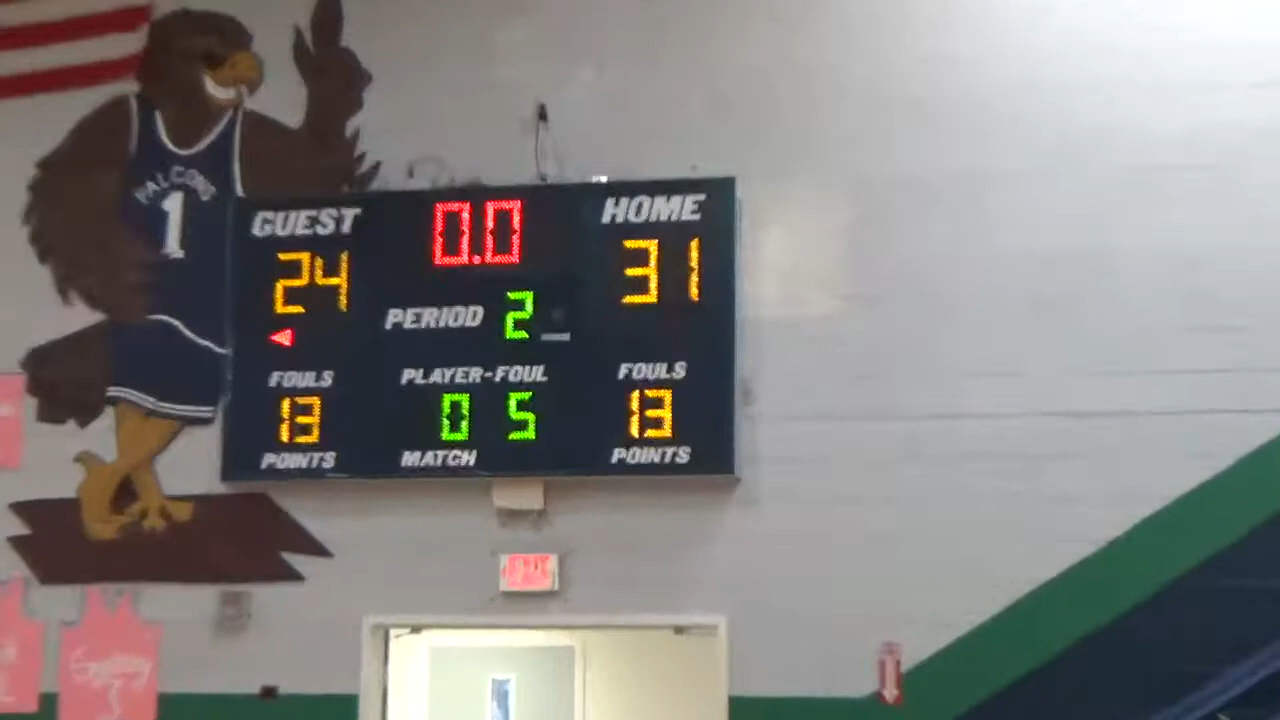 FALCONS
1
GUEST 0.0 HOME
24 31
PERIOD 2
FOULS PLAYER-FOUL FOULS
13 0 5 13
POINTS MATCH POINTS
EXIT